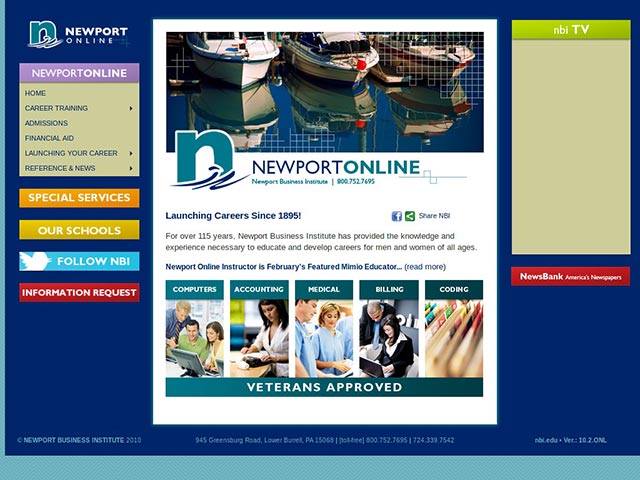 NEWPORT
ONLINE
NEWPORTONLINE
HOME
CAREER TRAINING
ADMISSIONS
FINANCIAL AID
LAUNCHING YOUR CAREER
REFERENCE & NEWS
SPECIAL SERVICES
OUR SCHOOLS
FOLLOW NBI
INFORMATION REQUEST
n NEWPORTONLINE
Newport Business Institute | 800.752.7695
Launching Careers Since 1895!
Share NBI
For over 115 years, Newport Business Institute has provided the knowledge and
experience necessary to educate and develop careers for men and women of all ages.
Newport Online Instructor is February's Featured Mimio Educator... (read more)
COMPUTERS ACCOUNTING MEDICAL BILLING CODING
VETERANS APPROVED
nbi TV
NewsBank America's Newspapers
© NEWPORT BUSINESS INSTITUTE 2010
945 Greensburg Road, Lower Burrell, PA 15068 | [toll-free] 800.752.7695 | 724.339.7542
nbi.edu • Ver.: 10.2.ONL